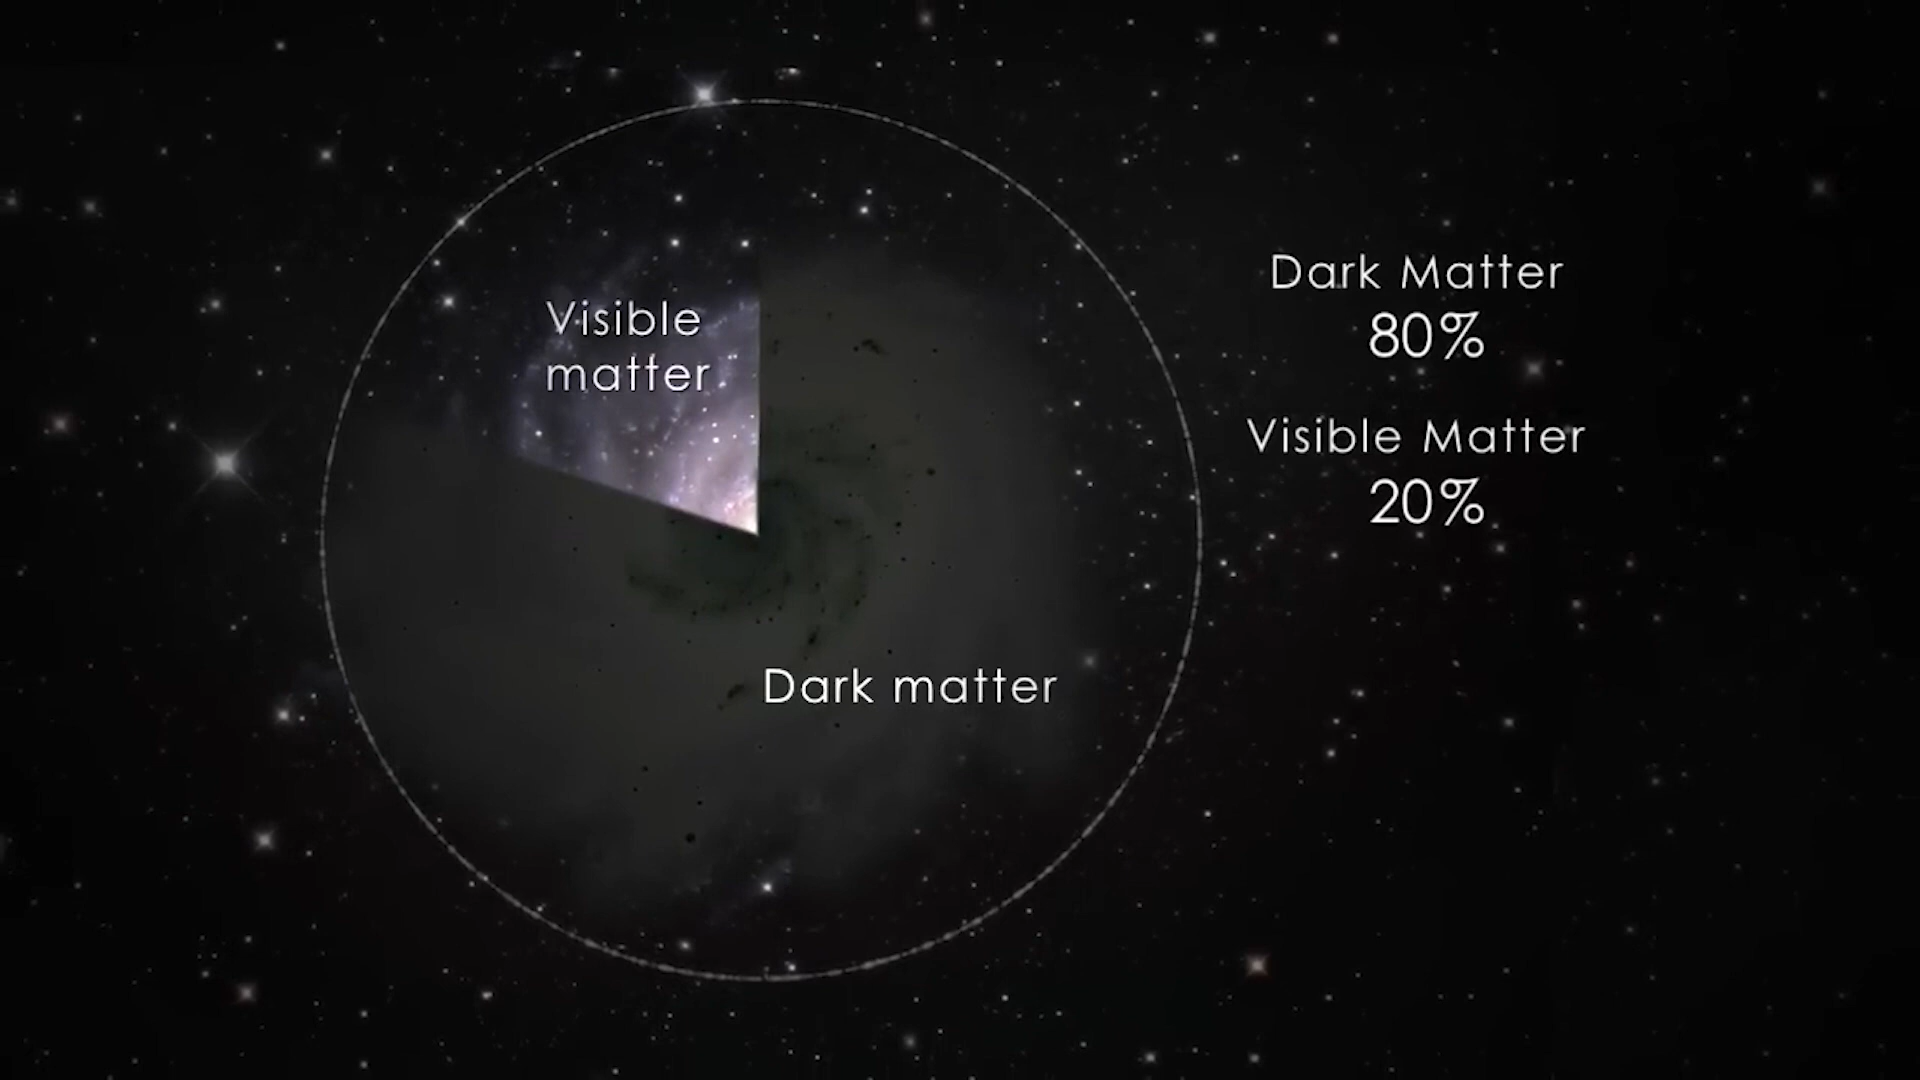 Visible
matter
Dark matter
Dark Matter
80%
Visible Matter
20%